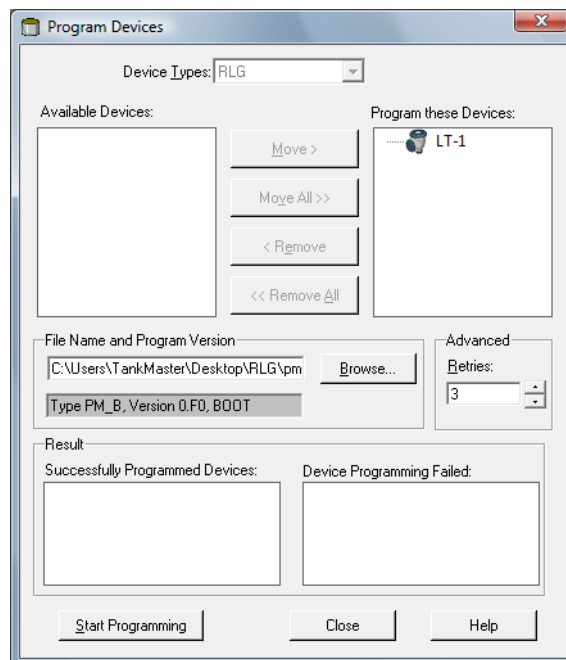 Program Devices
Device Types: RLG
Available Devices:
Program these Devices:
LT-1
Move >
Move All >>
< Remove
<< Remove All
File Name and Program Version
C:\Users\TankMaster\Desktop\RLG\pm
Browse...
Type PM_B, Version 0.F0, BOOT
Advanced
Retries:
3
Result
Successfully Programmed Devices:
Device Programming Failed:
Start Programming
Close
Help